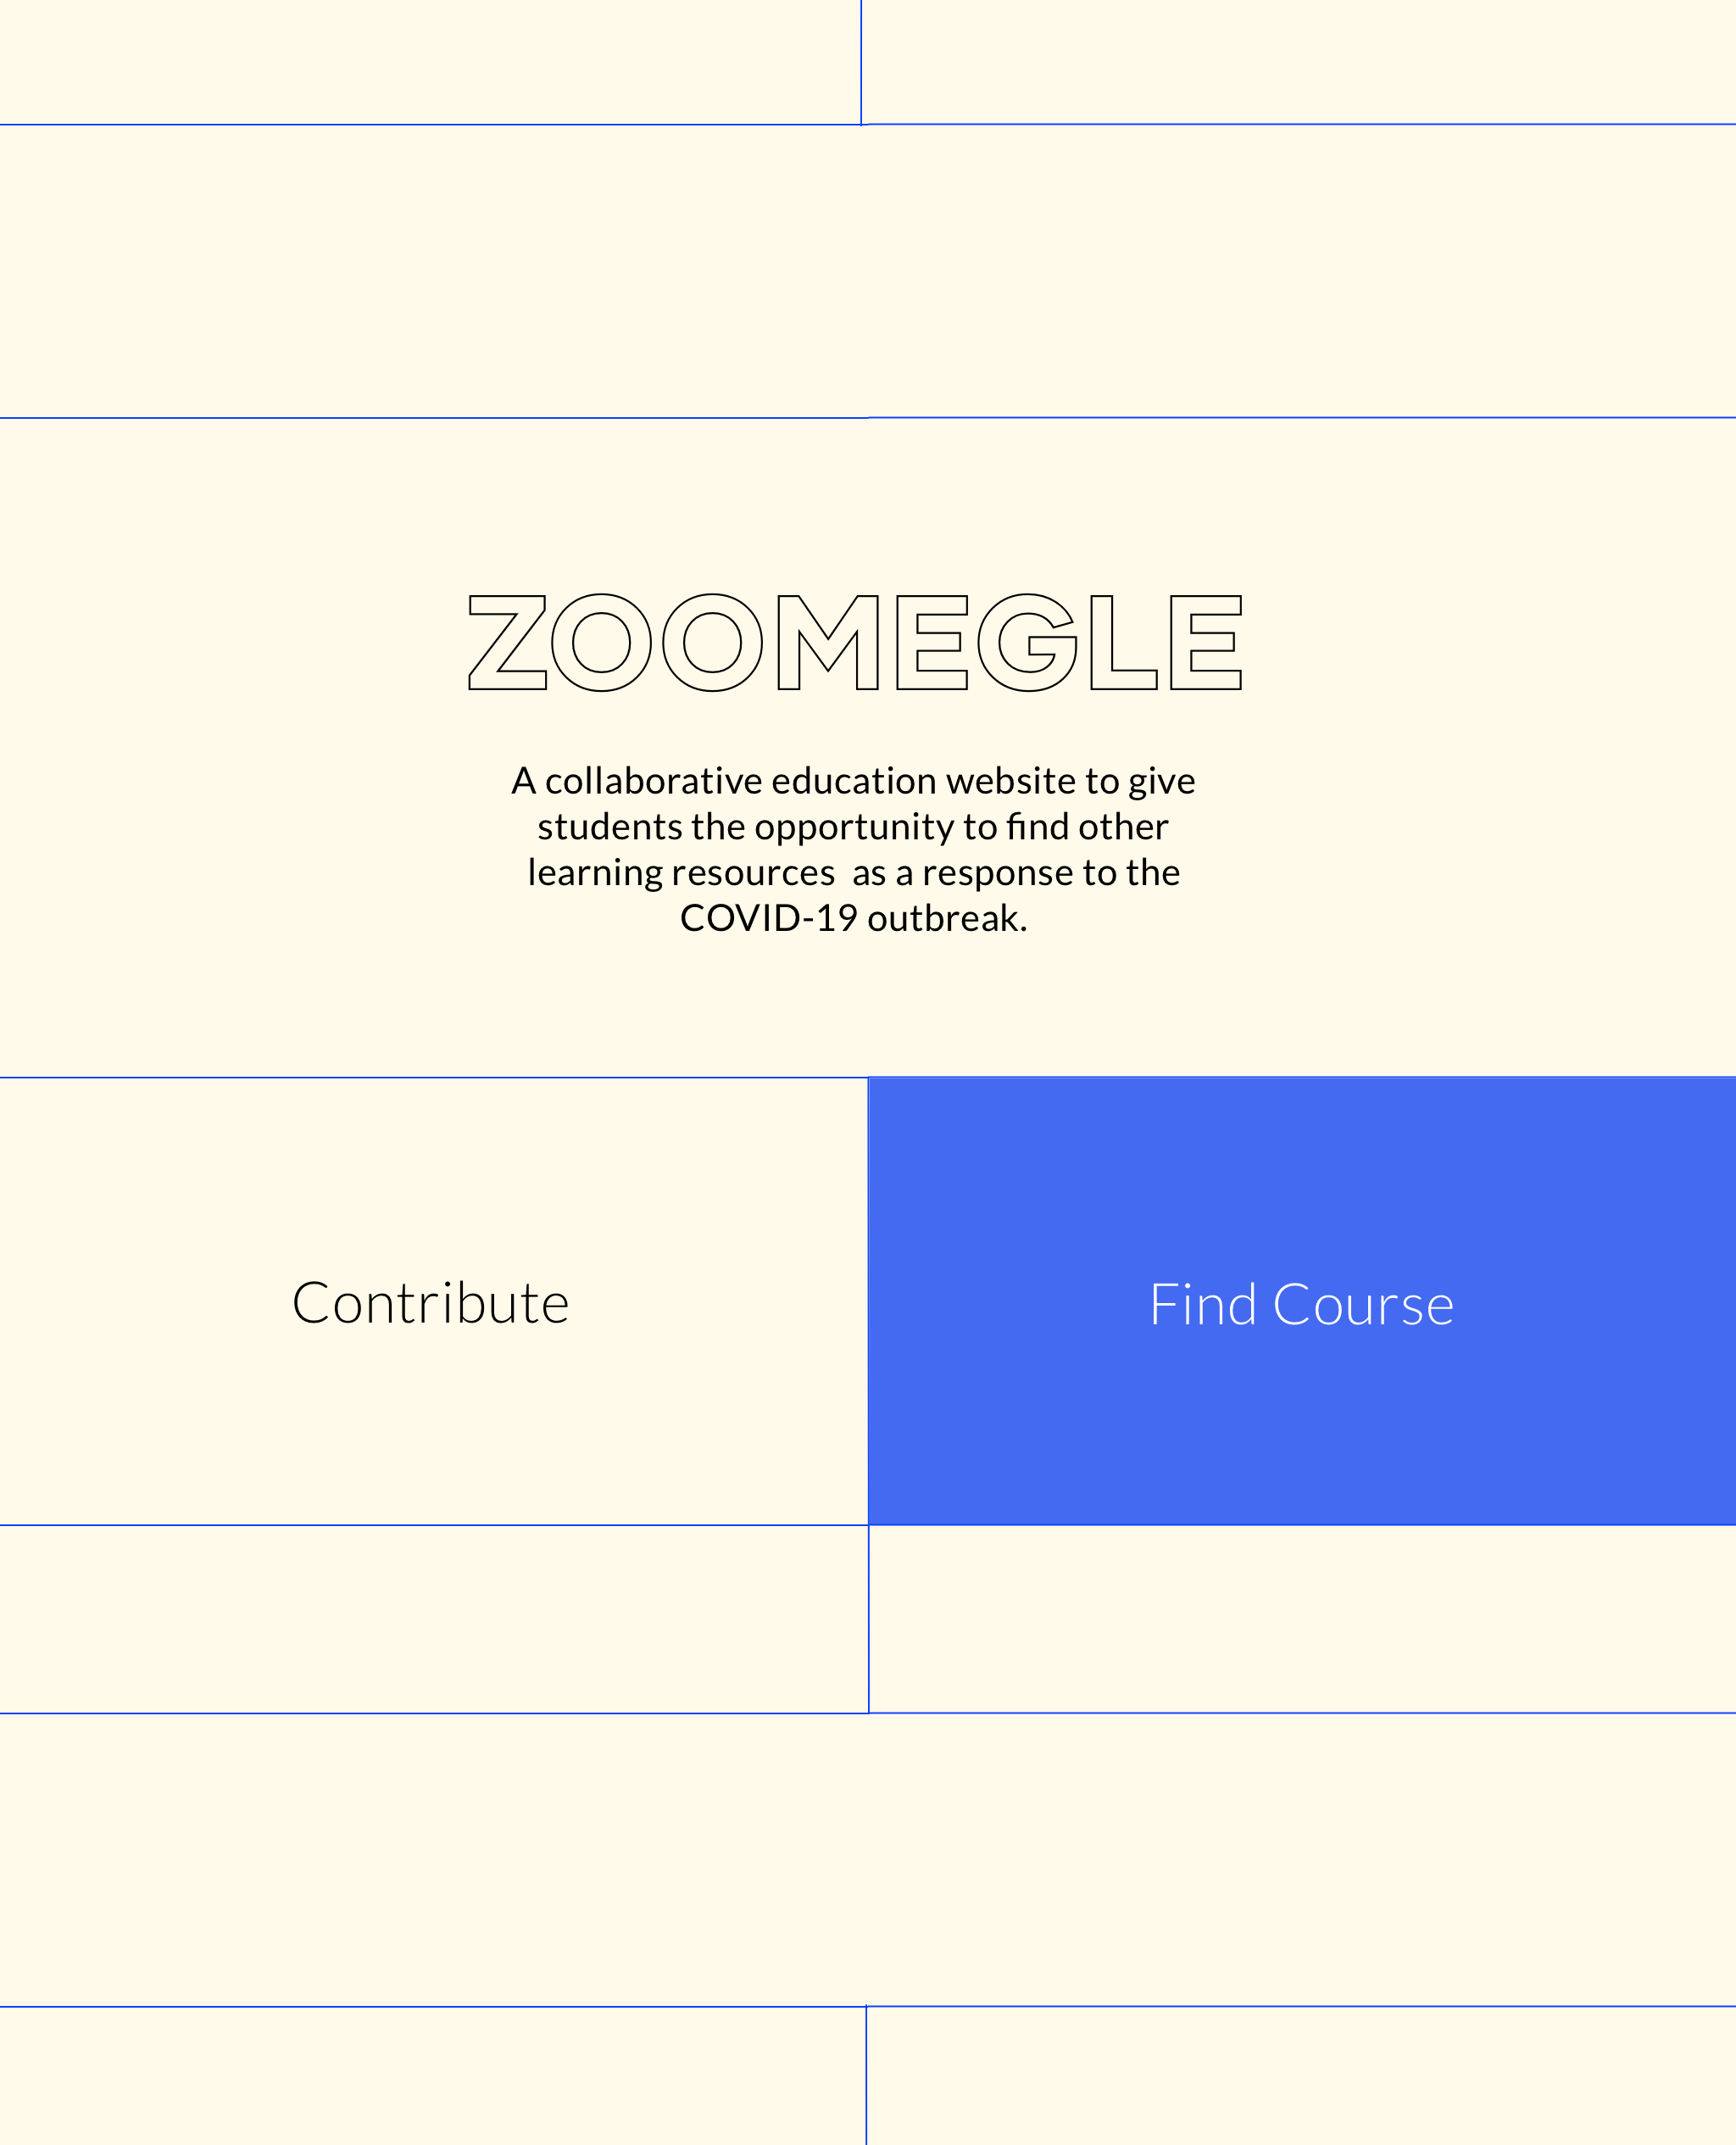 ZOOMEGLE
A collaborative education website to give
students the opportunity to find other
learning resources  as a response to the
COVID-19 outbreak.
Contribute
Find Course